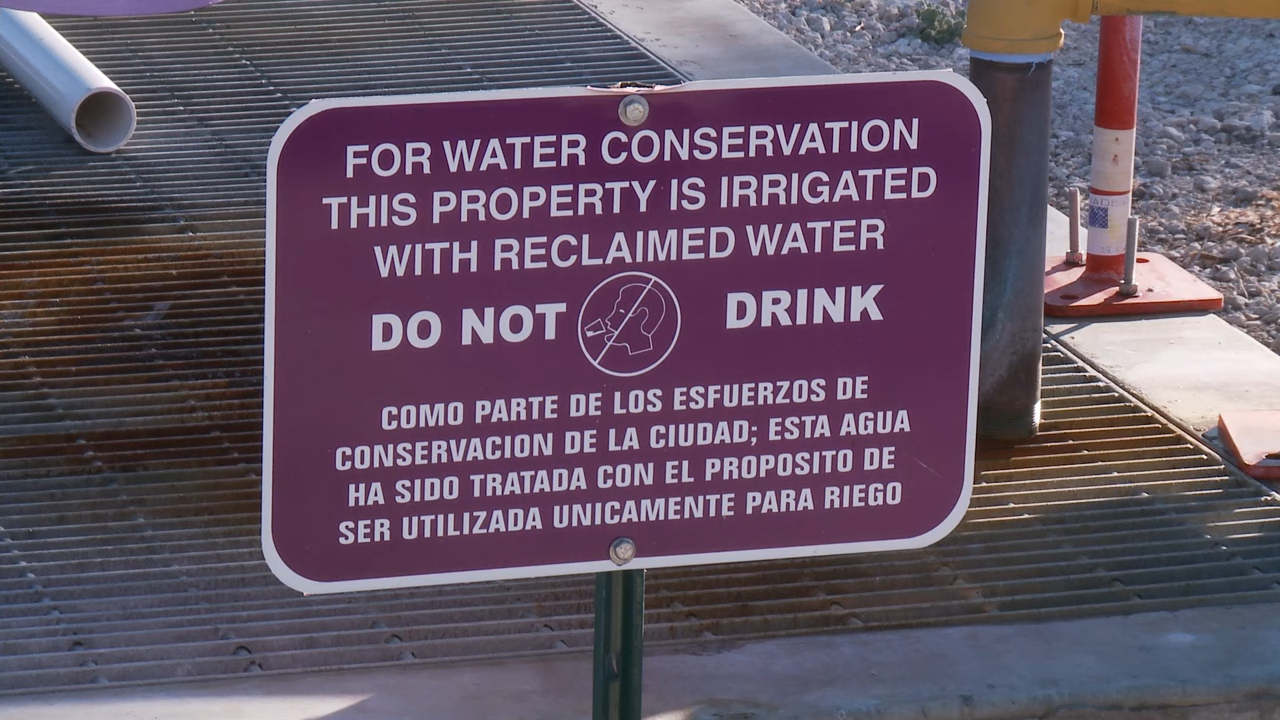 FOR WATER CONSERVATION
THIS PROPERTY IS IRRIGATED
WITH RECLAIMED WATER
DO NOT DRINK
COMO PARTE DE LOS ESFUERZOS DE
CONSERVACION DE LA CIUDAD; ESTA AGUA
HA SIDO TRATADA CON EL PROPOSITO DE
SER UTILIZADA UNICAMENTE PARA RIEGO